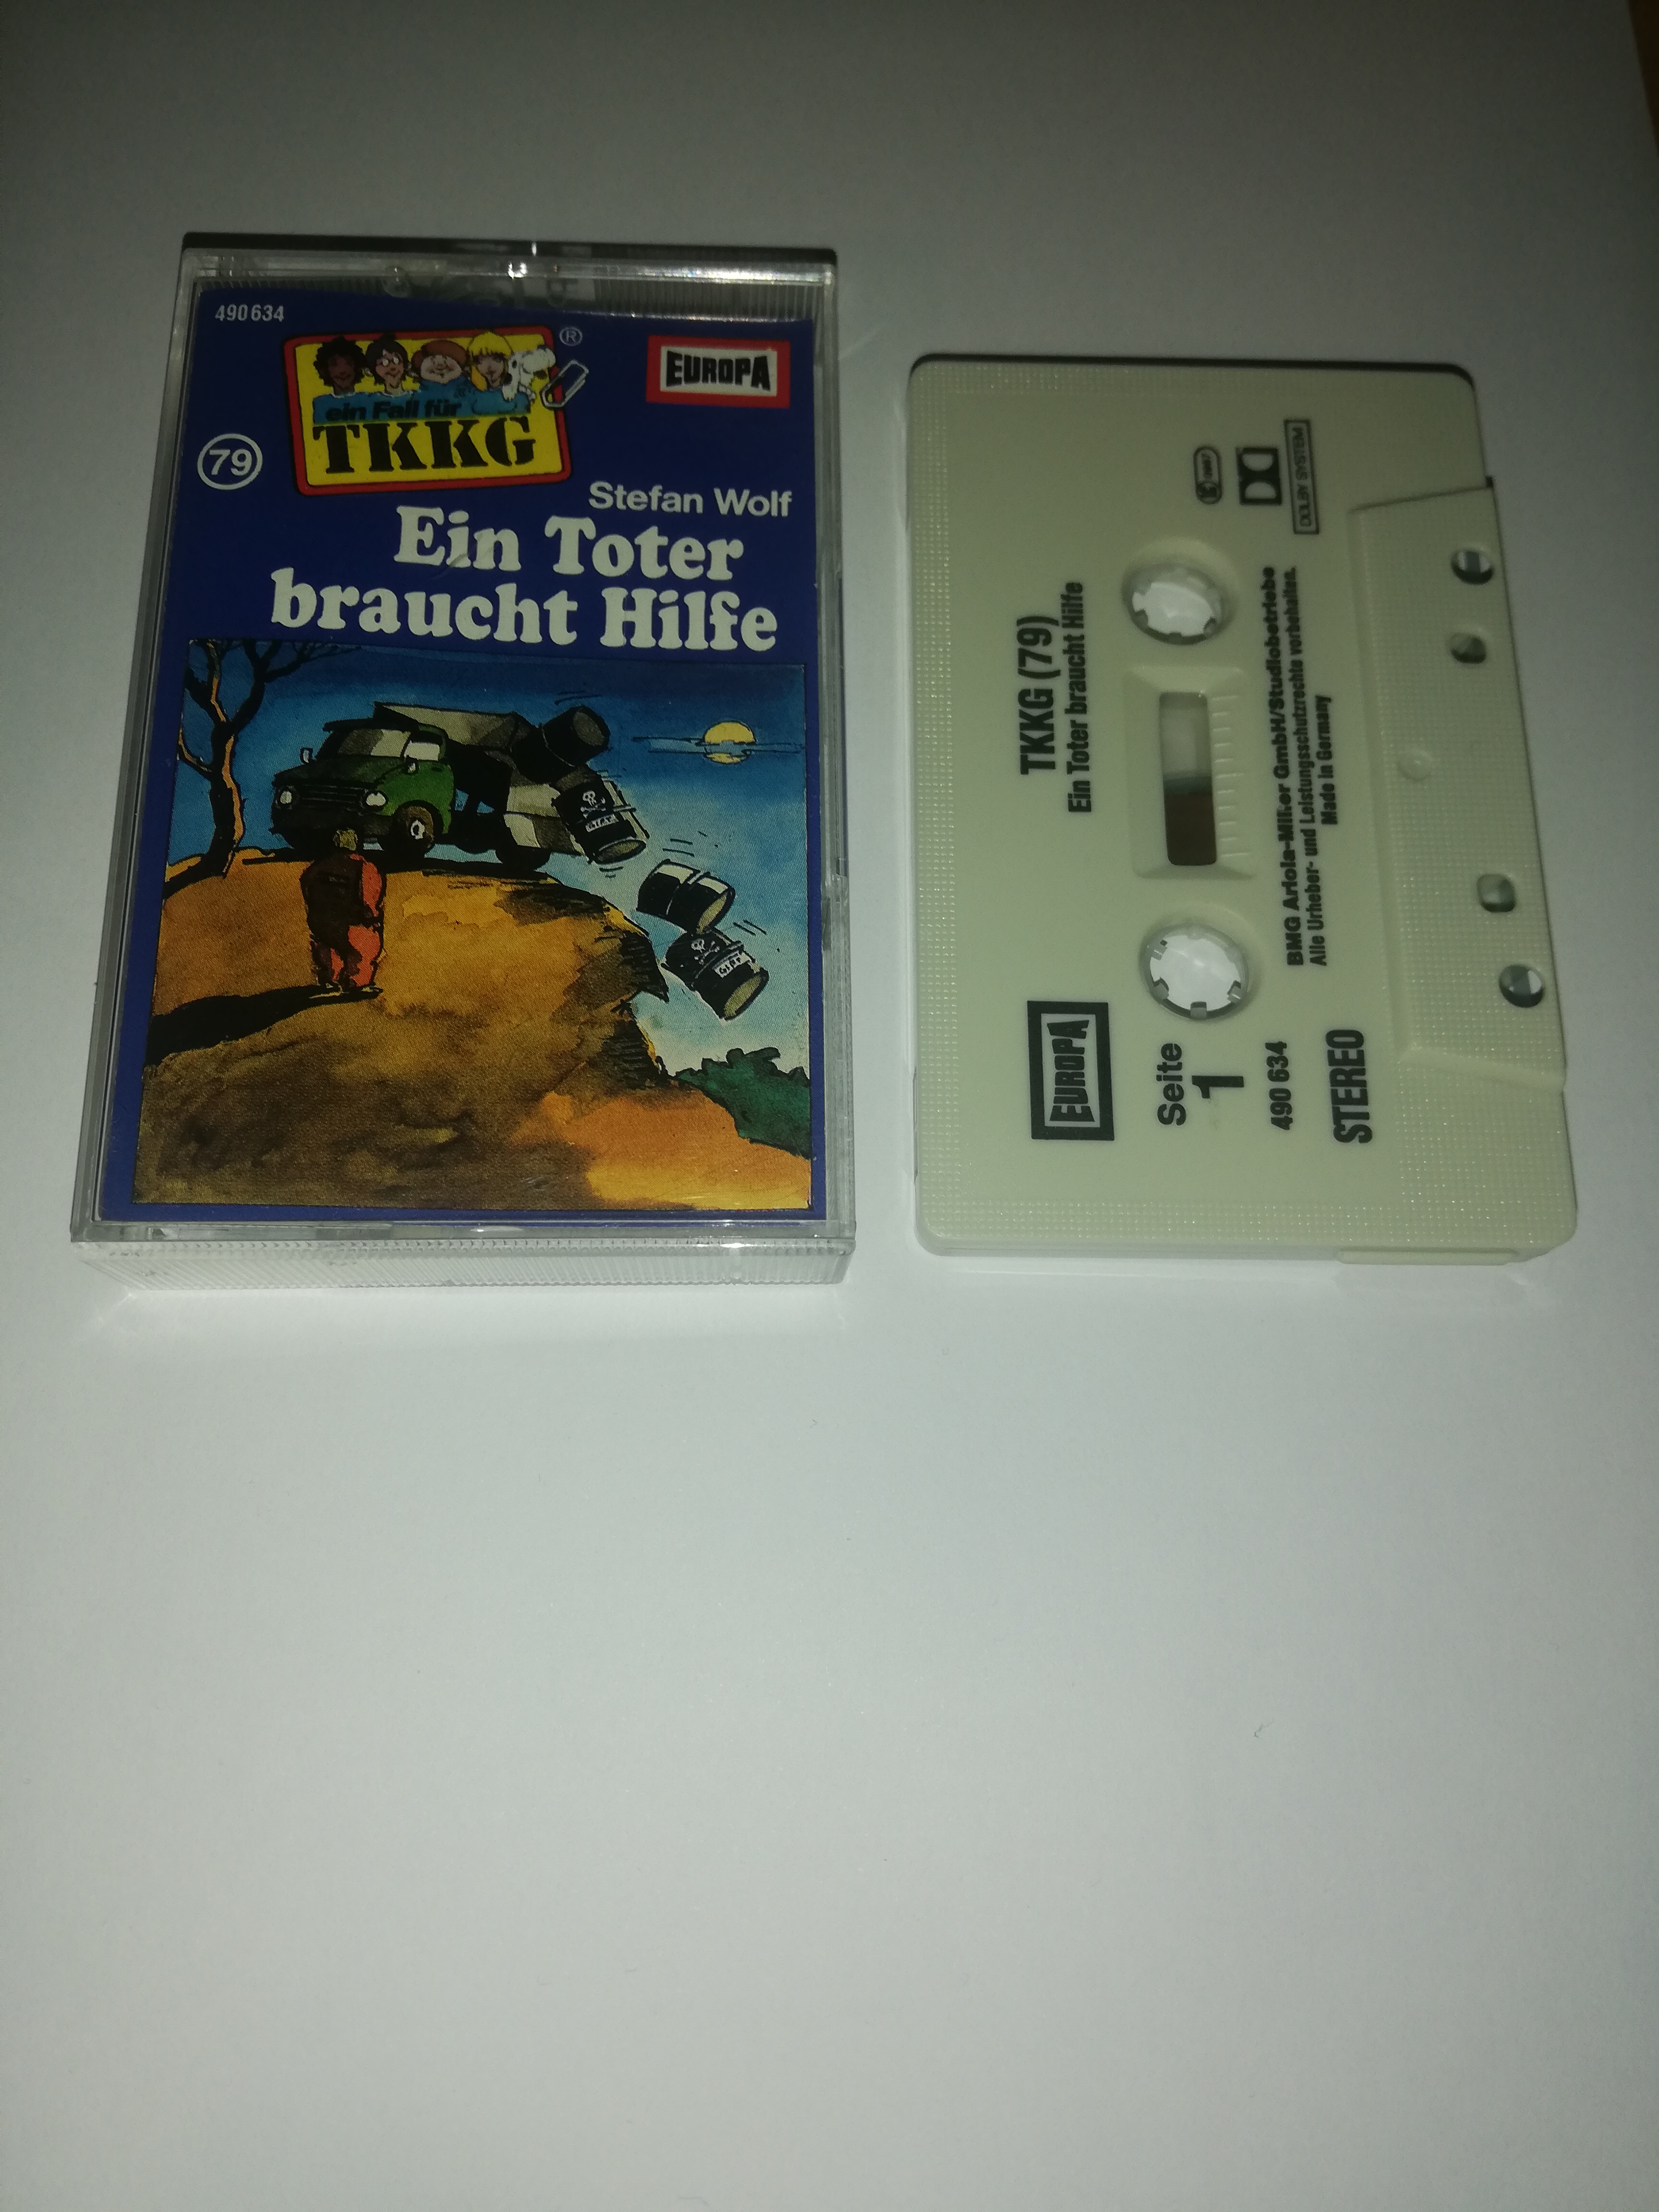 490634
®
EUROPA
ein Fall für
TKKG
79
Stefan Wolf
Ein Toter
braucht Hilfe
GIFT
GIFT
TKKG (79)
Ein Toter braucht Hilfe
EUROPA
Seite
1
490 634
STEREO
DOLBY SYSTEM
BMG Ariola-Miller GmbH/Studiobetriebe
Alle Urheber- und Leistungsschutzrechte vorbehalten.
Made in Germany